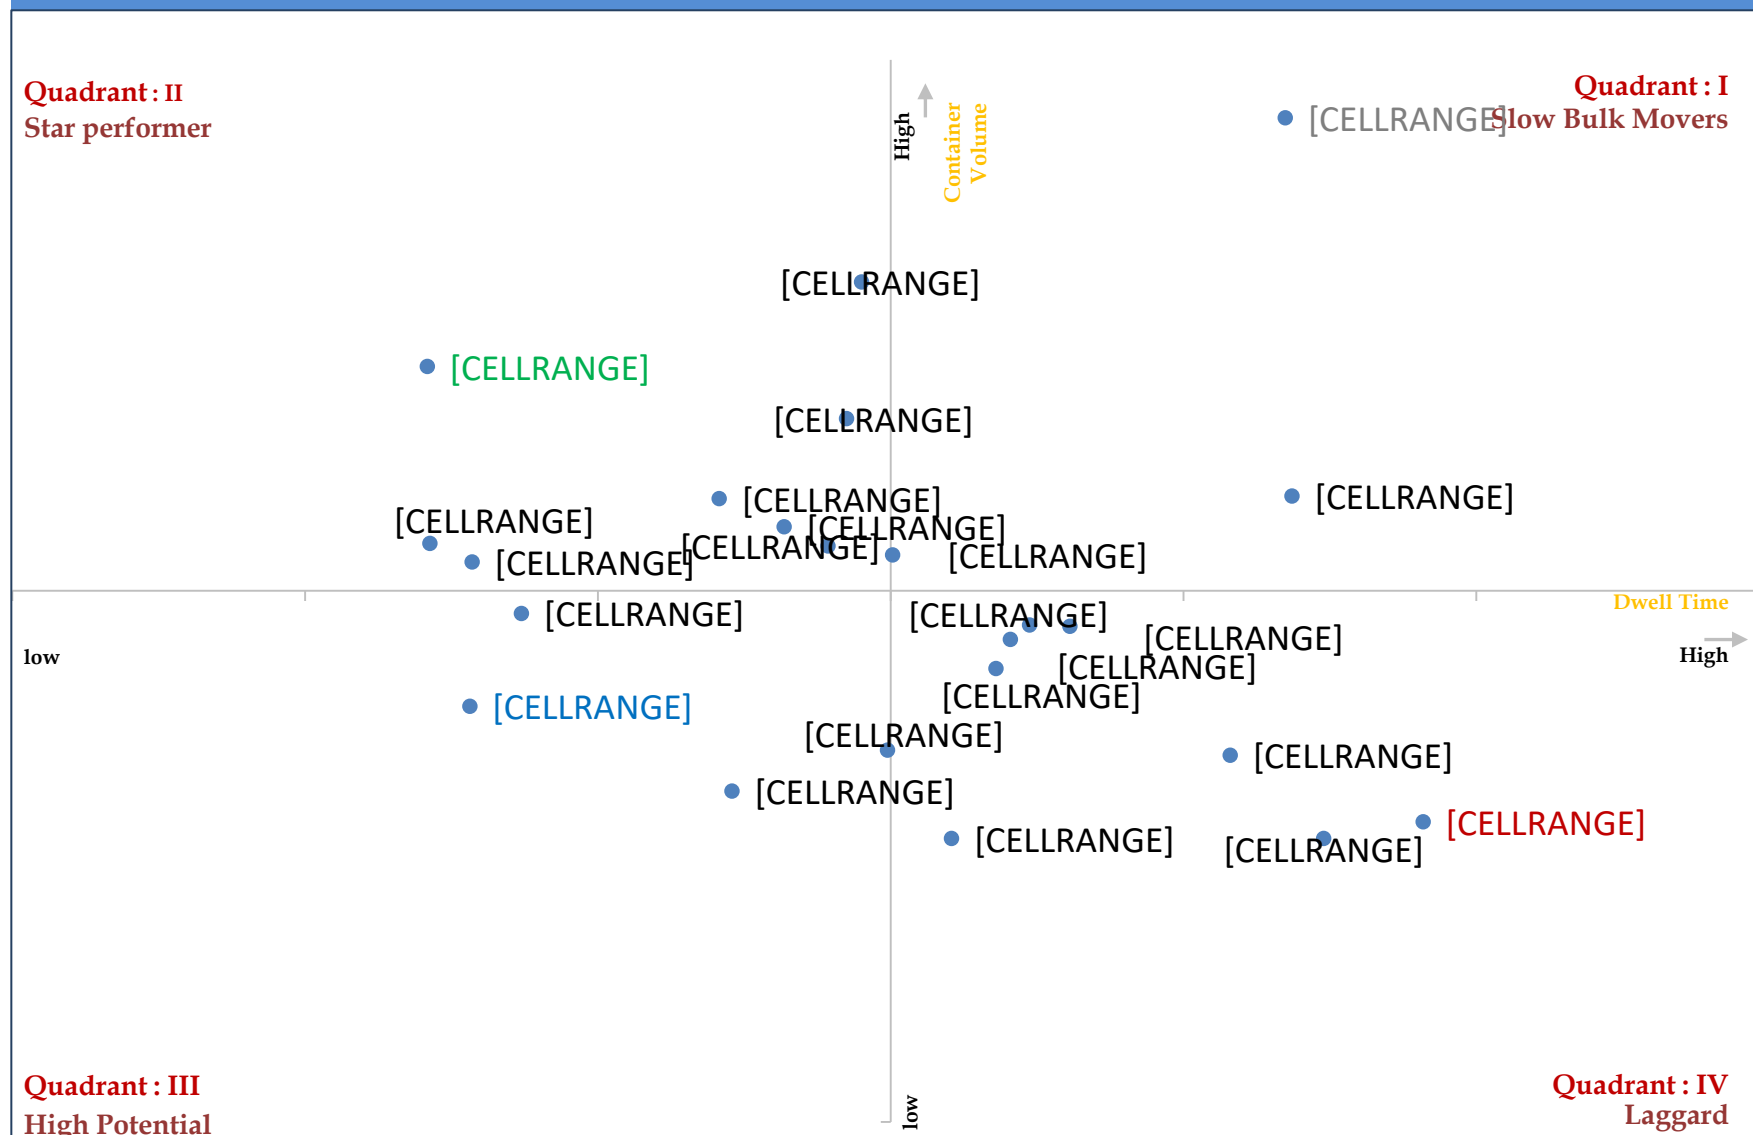 Quadrant : II
Star performer
Quadrant : I
Slow Bulk Movers
[CELLRANGE]
High
Container
Volume
[CELLRANGE]
[CELLRANGE]
[CELLRANGE]
[CELLRANGE]
[CELLRANGE]
[CELLRANGE]
[CELLRANGE]
[CELLRANGE]
[CELLRANGE]
[CELLRANGE]
[CELLRANGE]
Dwell Time
[CELLRANGE]
[CELLRANGE]
low
High
[CELLRANGE]
[CELLRANGE]
[CELLRANGE]
[CELLRANGE]
[CELLRANGE]
[CELLRANGE]
[CELLRANGE]
[CELLRANGE]
[CELLRANGE]
[CELLRANGE]
Quadrant : III
High Potential
low
Quadrant : IV
Laggard